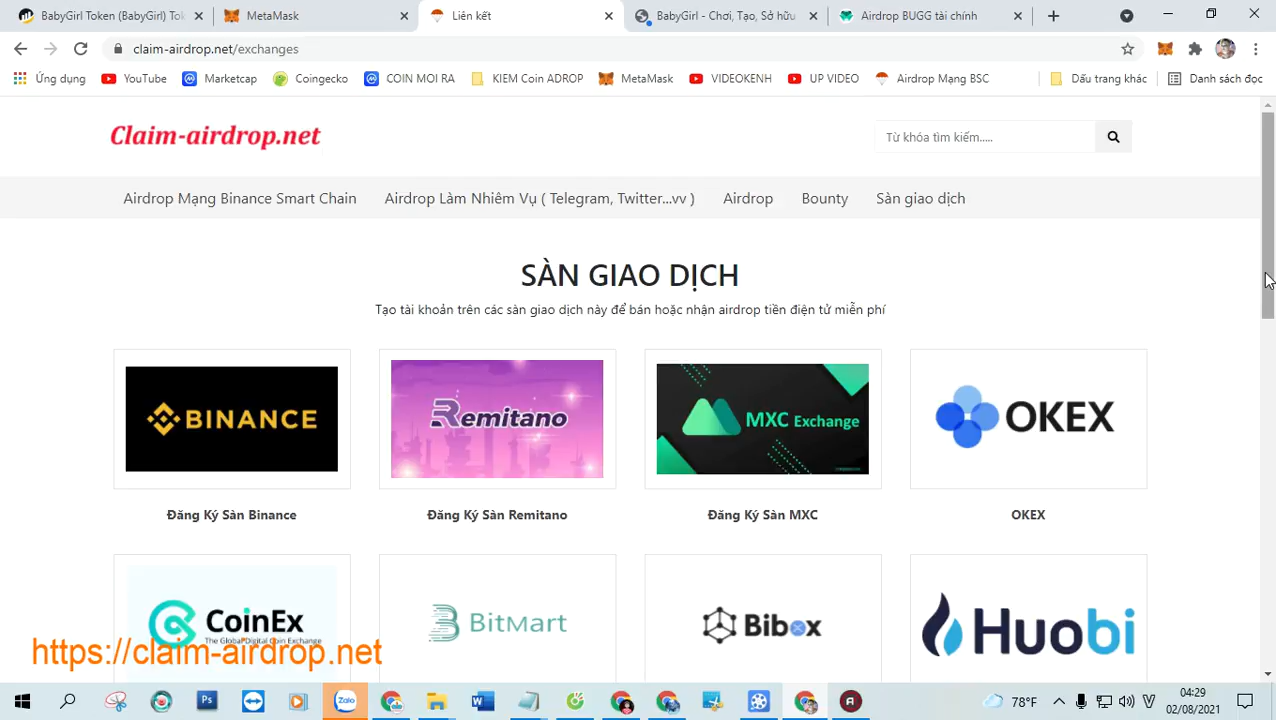 BabyGirl (BabyGirl) Tok
MetaMask
Liên kết
BabyGirl - Chơi, Tạo, Sở hữu
Airdrop BUGG tài chính
claim-airdrop.net/exchanges
Ứng dụng
YouTube
Marketcap
Coingecko
COIN MOI RA
KIEM Coin ADROP
MetaMask
VIDEOKENH
UP VIDEO
Airdrop Mạng BSC
Dấu trang khác
Danh sách đọc
Claim-airdrop.net
Từ khóa tìm kiếm.....
Airdrop Mạng Binance Smart Chain
Airdrop Làm Nhiêm Vụ ( Telegram, Twitter...vv )
Airdrop
Bounty
Sàn giao dịch
SÀN GIAO DỊCH
Tạo tài khoản trên các sàn giao dịch này để bán hoặc nhận airdrop tiền điện tử miễn phí
BINANCE
Remitano
MXC Exchange
OKEX
Đăng Ký Sàn Binance
Đăng Ký Sàn Remitano
Đăng Ký Sàn MXC
OKEX
CoinEx
The Global Digital Coin Exchange
BitMart
Bibox
Huobi
https://claim-airdrop.net
Ps
Zalo
W
78°F
V
04:29
02/08/2021